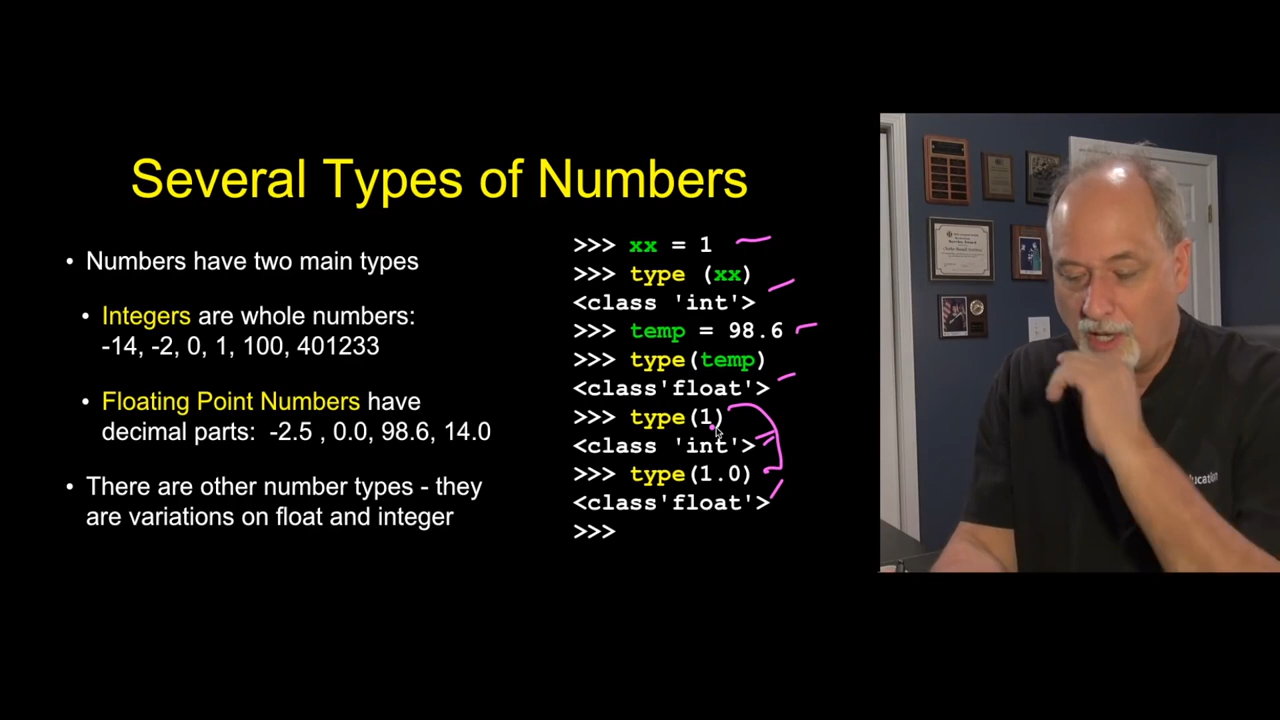 Several Types of Numbers
• Numbers have two main types
• Integers are whole numbers:
-14, -2, 0, 1, 100, 401233
• Floating Point Numbers have
decimal parts: -2.5 , 0.0, 98.6, 14.0
• There are other number types - they
are variations on float and integer
>>> xx = 1
>>> type (xx)
<class 'int'>
>>> temp = 98.6
>>> type(temp)
<class'float'>
>>> type(1)
<class 'int'>
>>> type(1.0)
<class'float'>
>>>